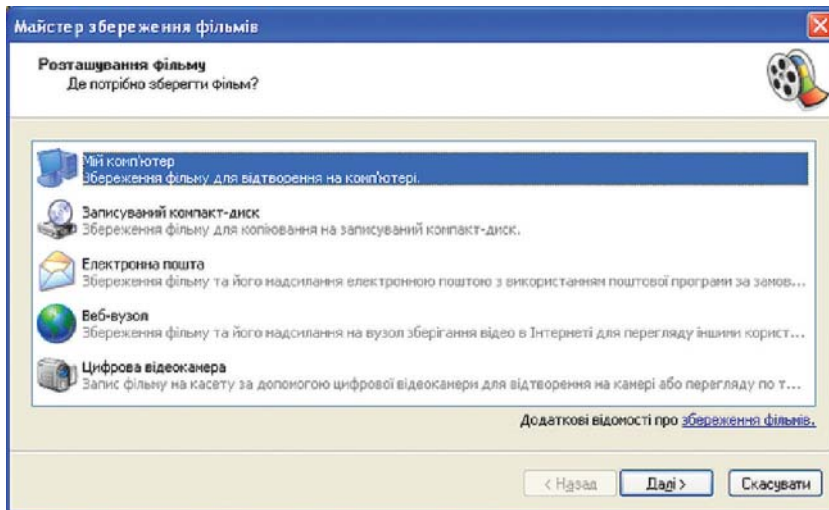 Майстер збереження фільмів
Розташування фільму
Де потрібно зберегти фільм?
Мій комп'ютер
Збереження фільму для відтворення на комп'ютері.
Записуваний компакт-диск
Збереження фільму для копіювання на записуваний компакт-диск.
Електронна пошта
Збереження фільму та його надсилання електронною поштою з використанням поштової програми за замов...
Веб-вузол
Збереження фільму та його надсилання на вузол зберігання відео в Інтернеті для перегляду іншими корист...
Цифрова відеокамера
Запис фільму на касету за допомогою цифрової відеокамери для відтворення на камері або перегляду по т...
Додаткові відомості про збереження фільмів.
< Назад Далі > Скасувати